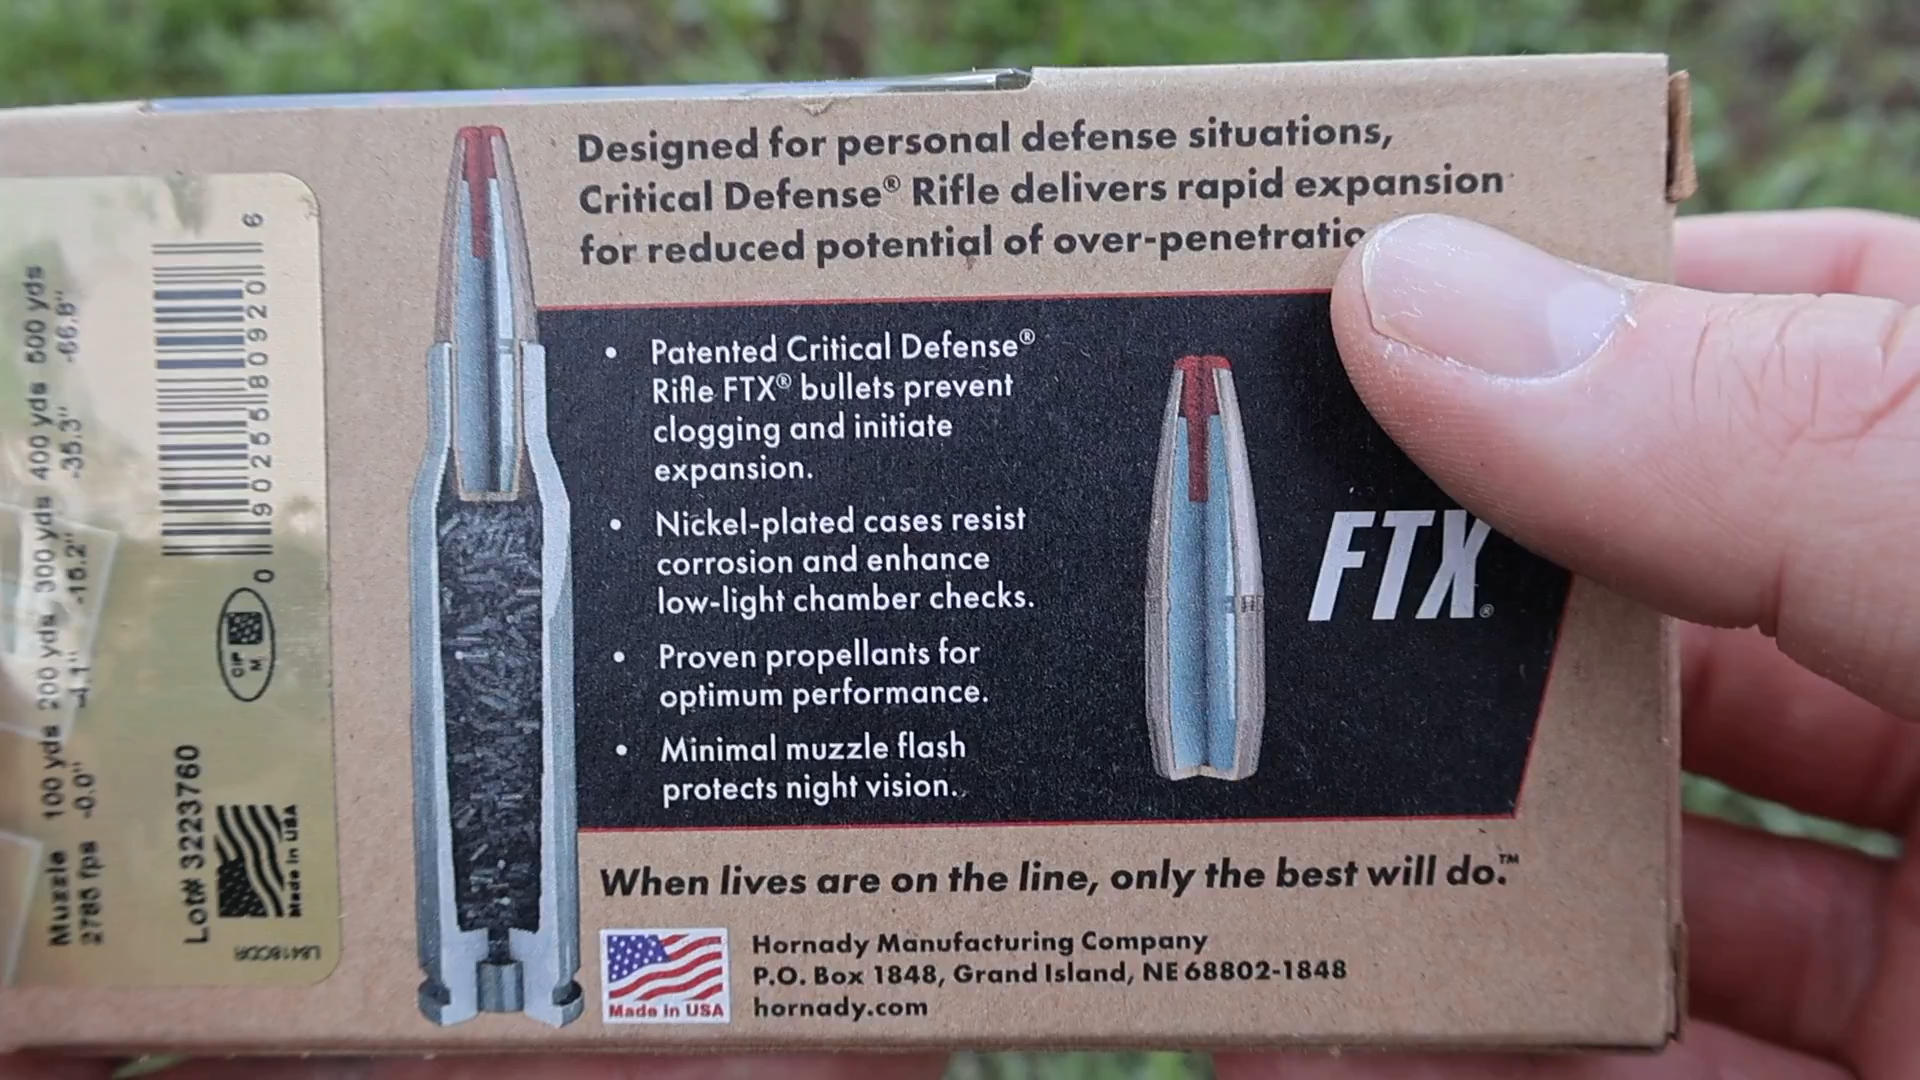 Designed for personal defense situations,
Critical Defense® Rifle delivers rapid expansion
for reduced potential of over-penetratio
• Patented Critical Defense®
Rifle FTX® bullets prevent
clogging and initiate
expansion.
• Nickel-plated cases resist
corrosion and enhance
low-light chamber checks.
• Proven propellants for
optimum performance.
• Minimal muzzle flash
protects night vision.
FTX®
When lives are on the line, only the best will do.™
Made in USA
Hornady Manufacturing Company
P.O. Box 1848, Grand Island, NE 68802-1848
hornady.com
Muzzle 100 yds 200 yds 300 yds 400 yds 500 yds
2785 fps -0.0" -4.1" -15.2" -35.3" -66.8"
0 90255 80920 6
CIP
M
Lot# 3223760
Made in USA